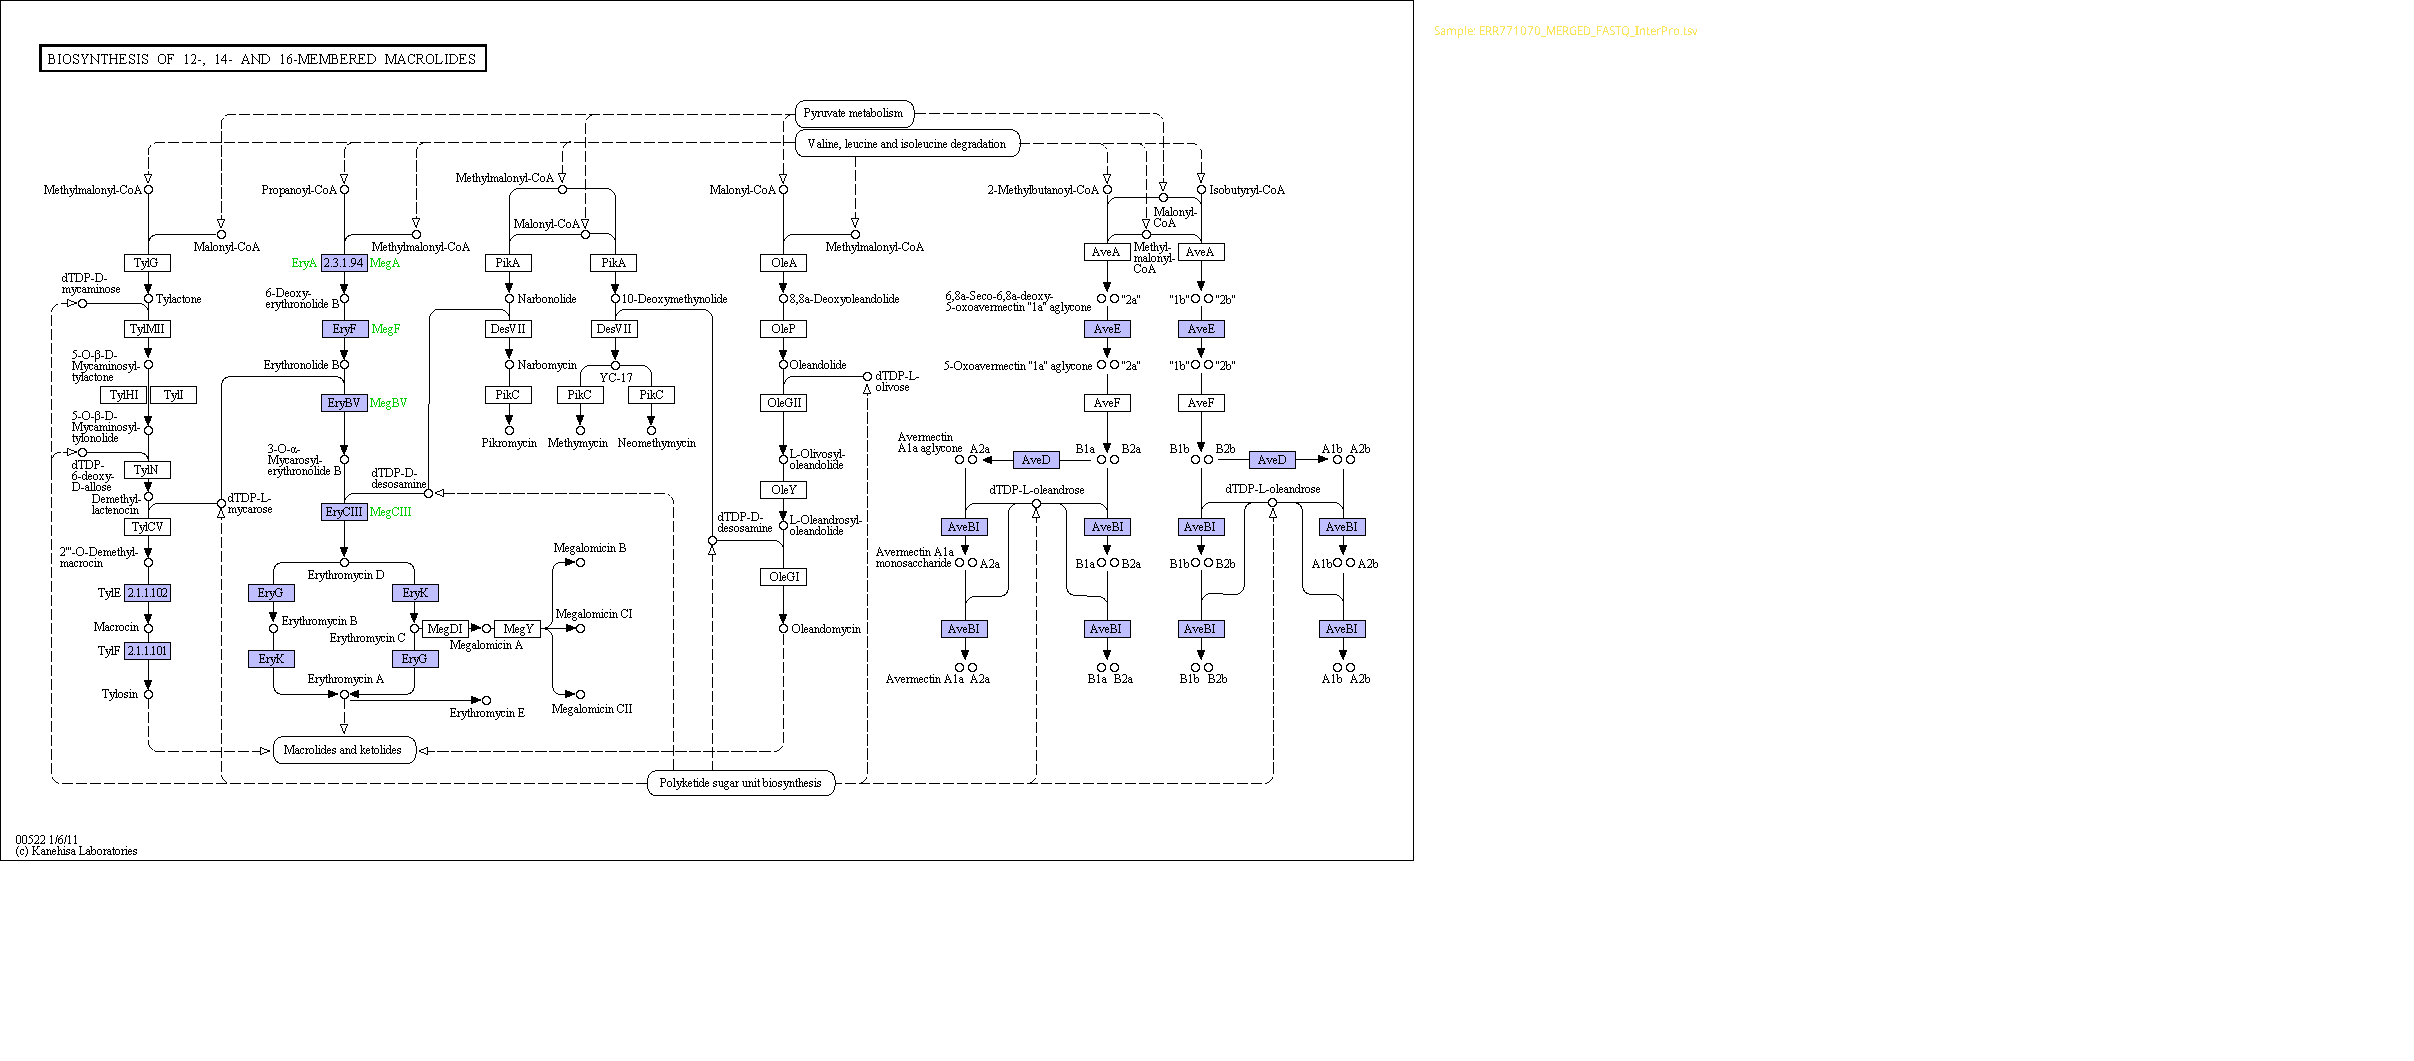 Sample: ERR771070_MERGED_FASTQ_InterPro.tsv
BIOSYNTHESIS OF 12-, 14- AND 16-MEMBERED MACROLIDES
Pyruvate metabolism
Valine, leucine and isoleucine degradation
Methylmalonyl-CoA
Malonyl-CoA
TylG
dTDP-D-
mycaminose
Tylactone
TylMII
5-O-β-D-
Mycaminosyl-
tylactone
TylHI
TylI
5-O-β-D-
Mycaminosyl-
tylonolide
dTDP-
6-deoxy-
D-allose
TylN
Demethyl-
lactenocin
dTDP-L-
mycarose
TylCV
2'''-O-Demethyl-
macrocin
TylE
2.1.1.102
Macrocin
TylF
2.1.1.101
Tylosin
Propanoyl-CoA
Methylmalonyl-CoA
EryA
2.3.1.94
MegA
6-Deoxy-
erythronolide B
EryF
MegF
Erythronolide B
EryBV
MegBV
3-O-α-
Mycarosyl-
erythronolide B
dTDP-D-
desosamine
EryCIII
MegCIII
Erythromycin D
EryG
EryK
Erythromycin B
Erythromycin C
MegDI
MegY
Megalomicin A
Megalomicin B
Megalomicin CI
Megalomicin CII
EryK
EryG
Erythromycin A
Erythromycin E
Macrolides and ketolides
Methylmalonyl-CoA
Malonyl-CoA
PikA
PikA
Narbonolide
10-Deoxymethynolide
DesVII
DesVII
Narbomycin
YC-17
PikC
PikC
PikC
Pikromycin
Methymycin
Neomethymycin
Malonyl-CoA
Methylmalonyl-CoA
OleA
8,8a-Deoxyoleandolide
OleP
Oleandolide
dTDP-L-
olivose
OleGII
L-Olivosyl-
oleandolide
OleY
L-Oleandrosyl-
oleandolide
dTDP-D-
desosamine
OleGI
Oleandomycin
Polyketide sugar unit biosynthesis
2-Methylbutanoyl-CoA
Isobutyryl-CoA
Malonyl-
CoA
Methyl-
malonyl-
CoA
AveA
AveA
6,8a-Seco-6,8a-deoxy-
5-oxoavermectin "1a" aglycone
"2a"
"1b"
"2b"
AveE
AveE
5-Oxoavermectin "1a" aglycone
"2a"
"1b"
"2b"
AveF
AveF
Avermectin
A1a aglycone
A2a
AveD
B1a
B2a
B1b
B2b
AveD
A1b
A2b
dTDP-L-oleandrose
dTDP-L-oleandrose
AveBI
AveBI
AveBI
AveBI
Avermectin A1a
monosaccharide
A2a
B1a
B2a
B1b
B2b
A1b
A2b
AveBI
AveBI
AveBI
AveBI
Avermectin A1a A2a
B1a B2a
B1b B2b
A1b A2b
00522 1/6/11
(c) Kanehisa Laboratories